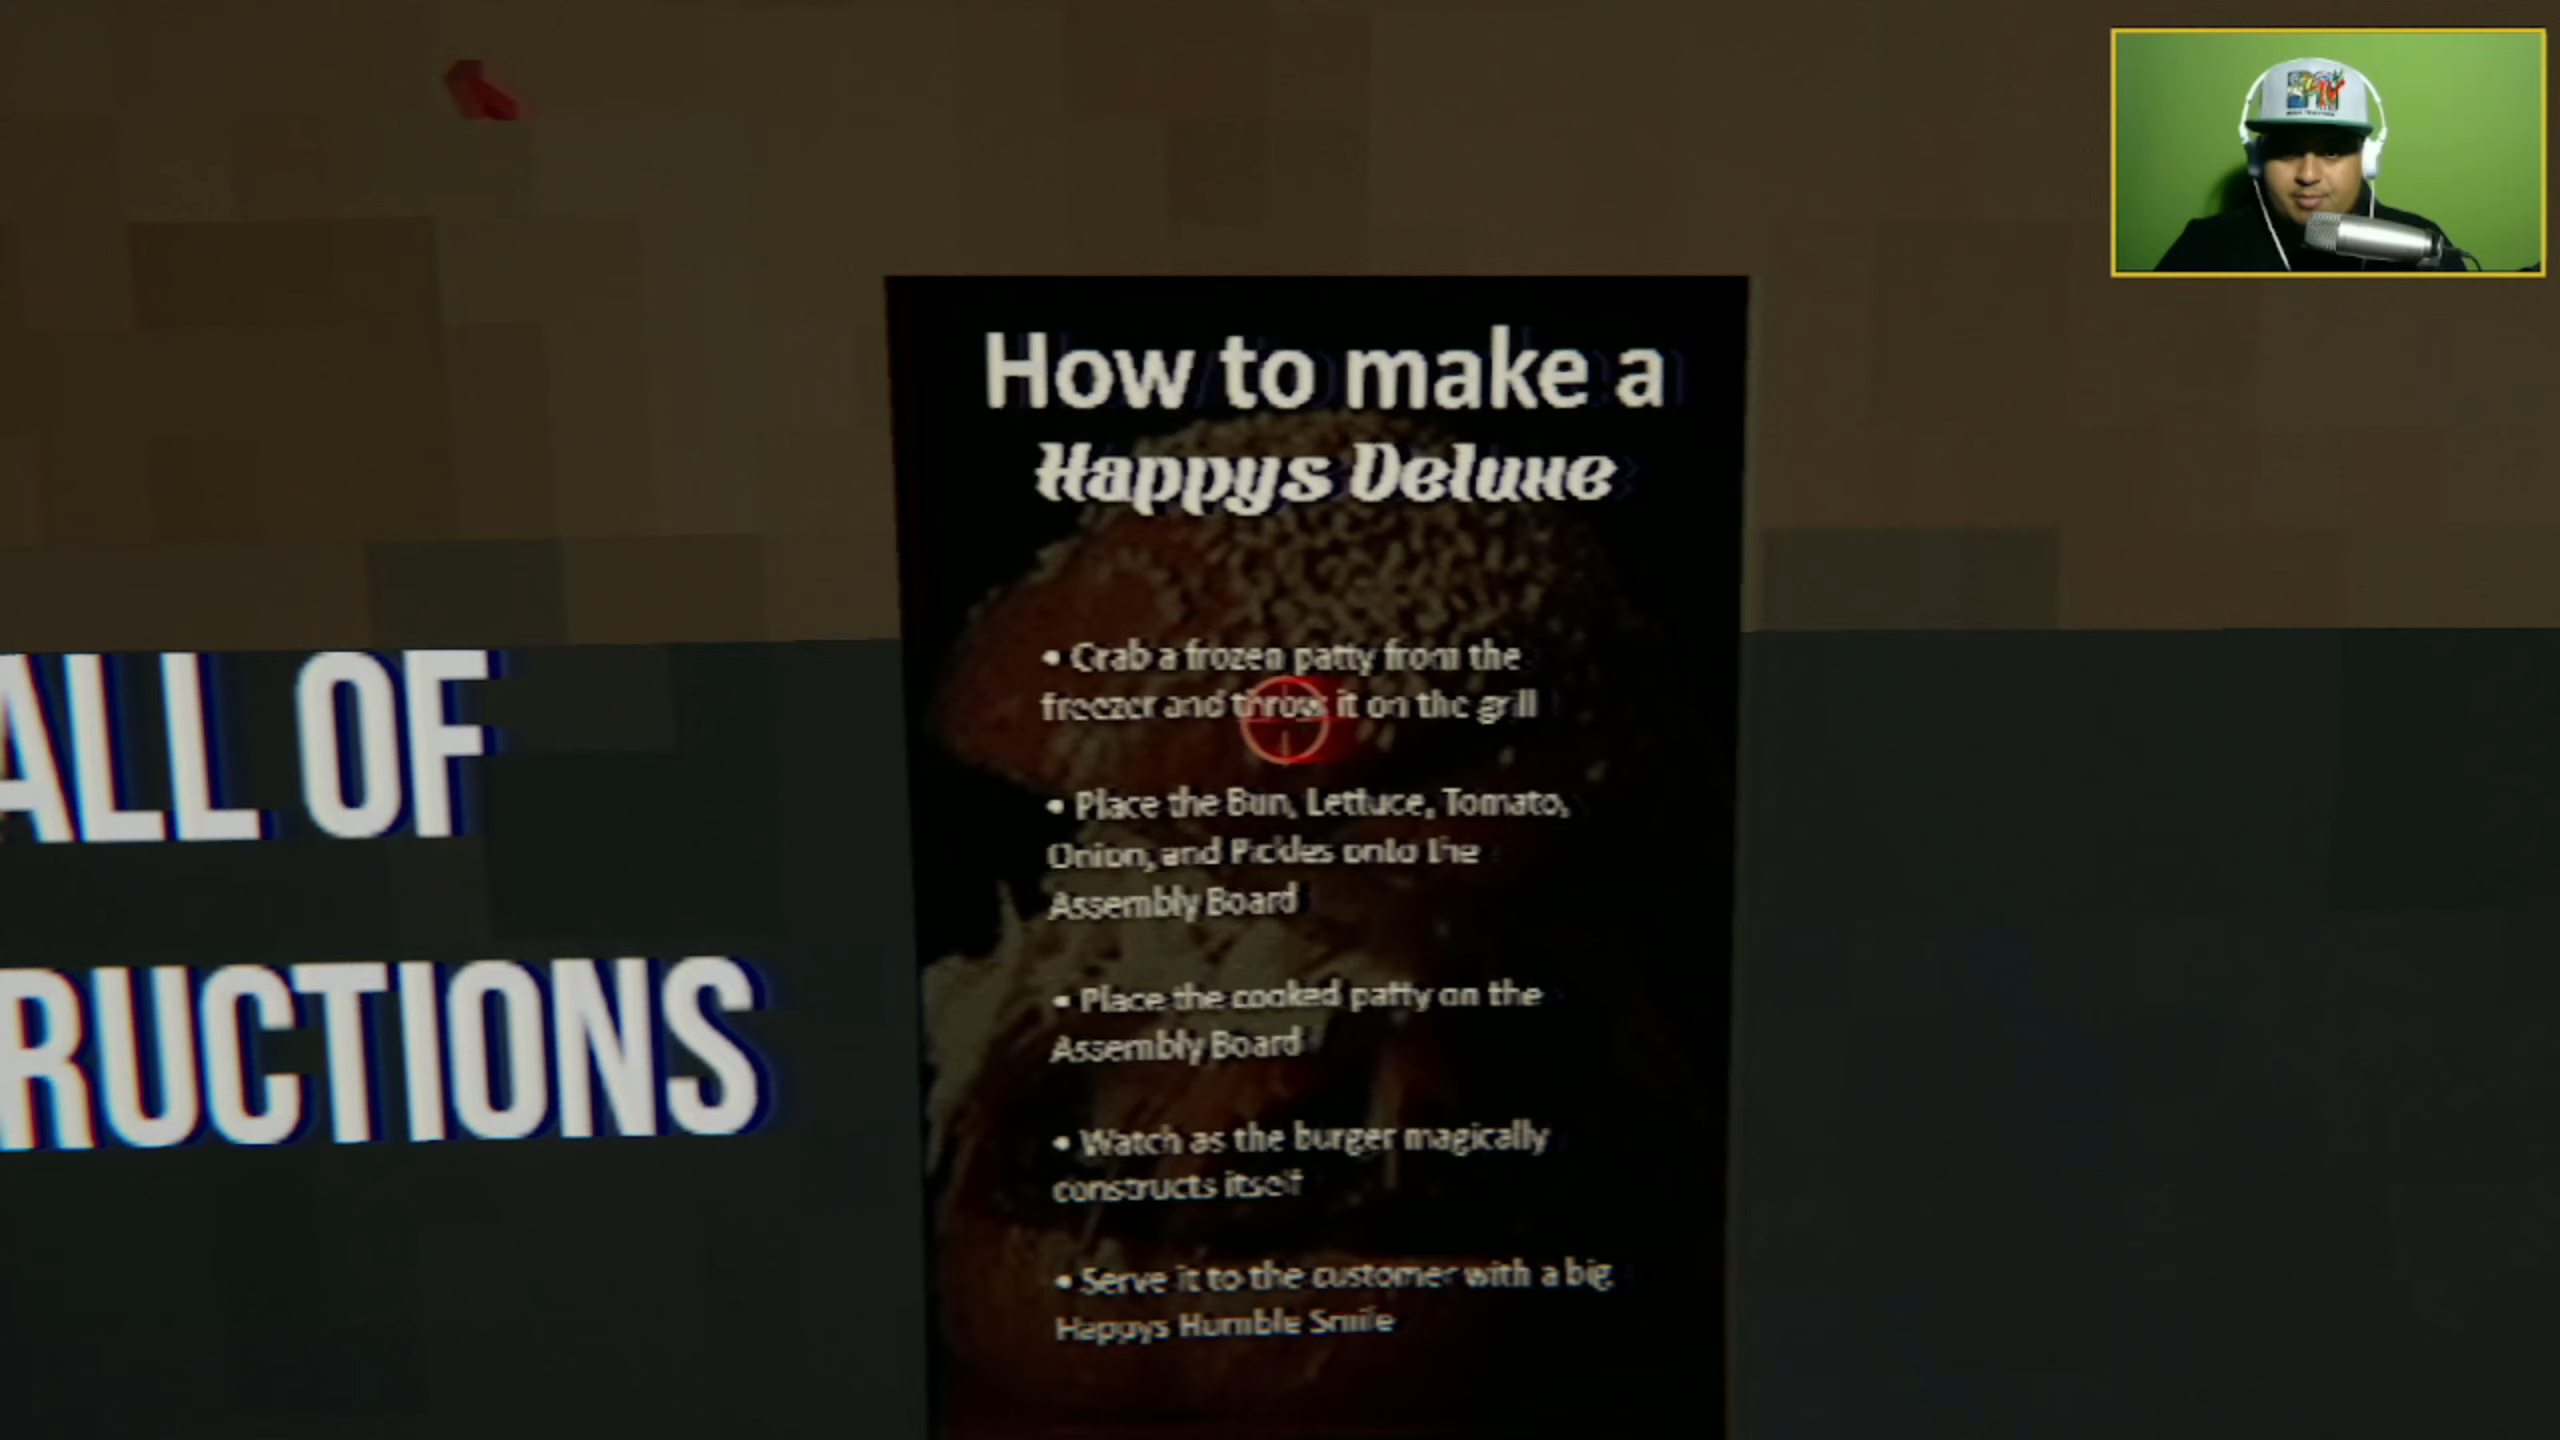 How to make a
Happys Deluxe
• Grab a frozen patty from the
freezer and throw it on the grill
• Place the Bun, Lettuce, Tomato,
Onion, and Pickles onto the
Assembly Board
• Place the cooked patty on the
Assembly Board
• Watch as the burger magically
constructs itself
• Serve it to the customer with a big
Happys Humble Smile
ALL OF
RUCTIONS